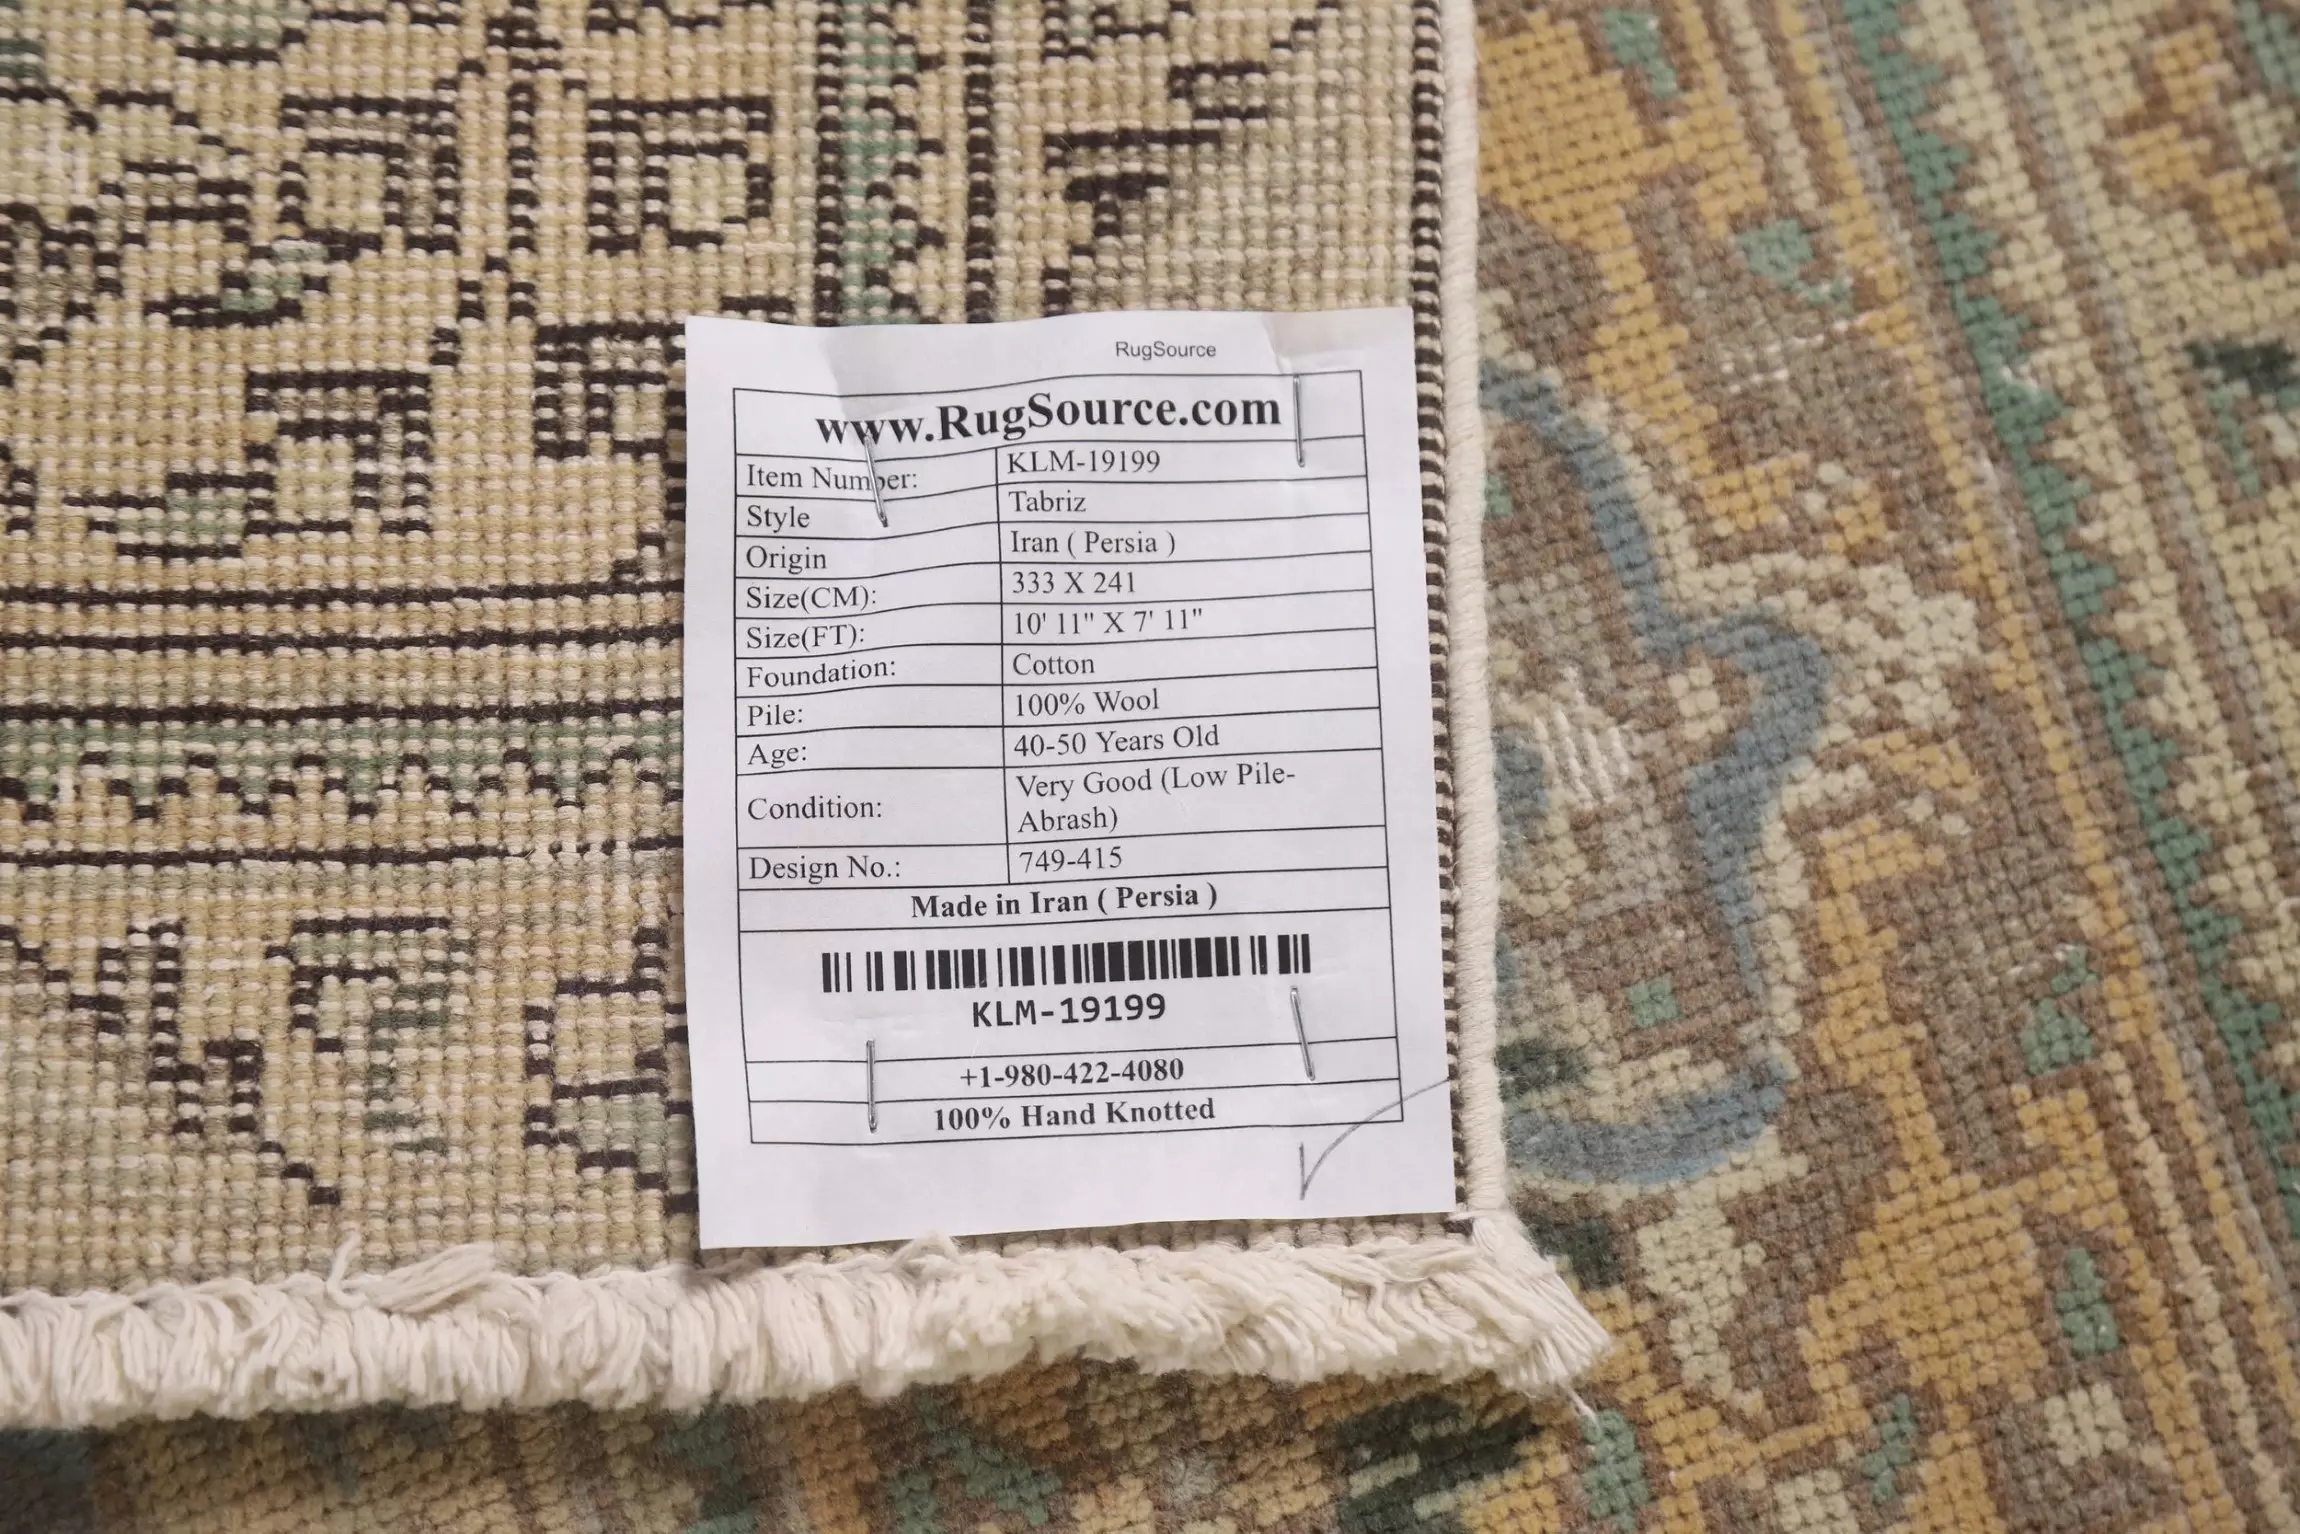 RugSource
www.RugSource.com
Item Number: KLM-19199
Style Tabriz
Origin Iran ( Persia )
Size(CM): 333 X 241
Size(FT): 10' 11" X 7' 11"
Foundation: Cotton
Pile: 100% Wool
Age: 40-50 Years Old
Condition: Very Good (Low Pile-
Abrash)
Design No.: 749-415
Made in Iran ( Persia )
KLM-19199
+1-980-422-4080
100% Hand Knotted